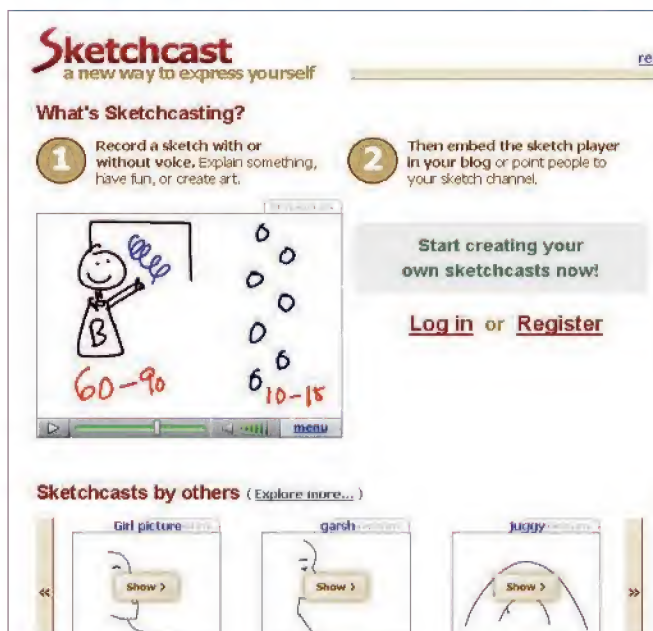 Sketchcast
a new way to express yourself
re
What's Sketchcasting?
1
Record a sketch with or
without voice. Explain something,
have fun, or create art.
2
Then embed the sketch player
in your blog or point people to
your sketch channel.
B
60-90
10-18
menu
Start creating your
own sketchcasts now!
Log in or Register
Sketchcasts by others (Explore more...)
Girl picture
garsh
juggy
«
Show >
Show >
Show >
»